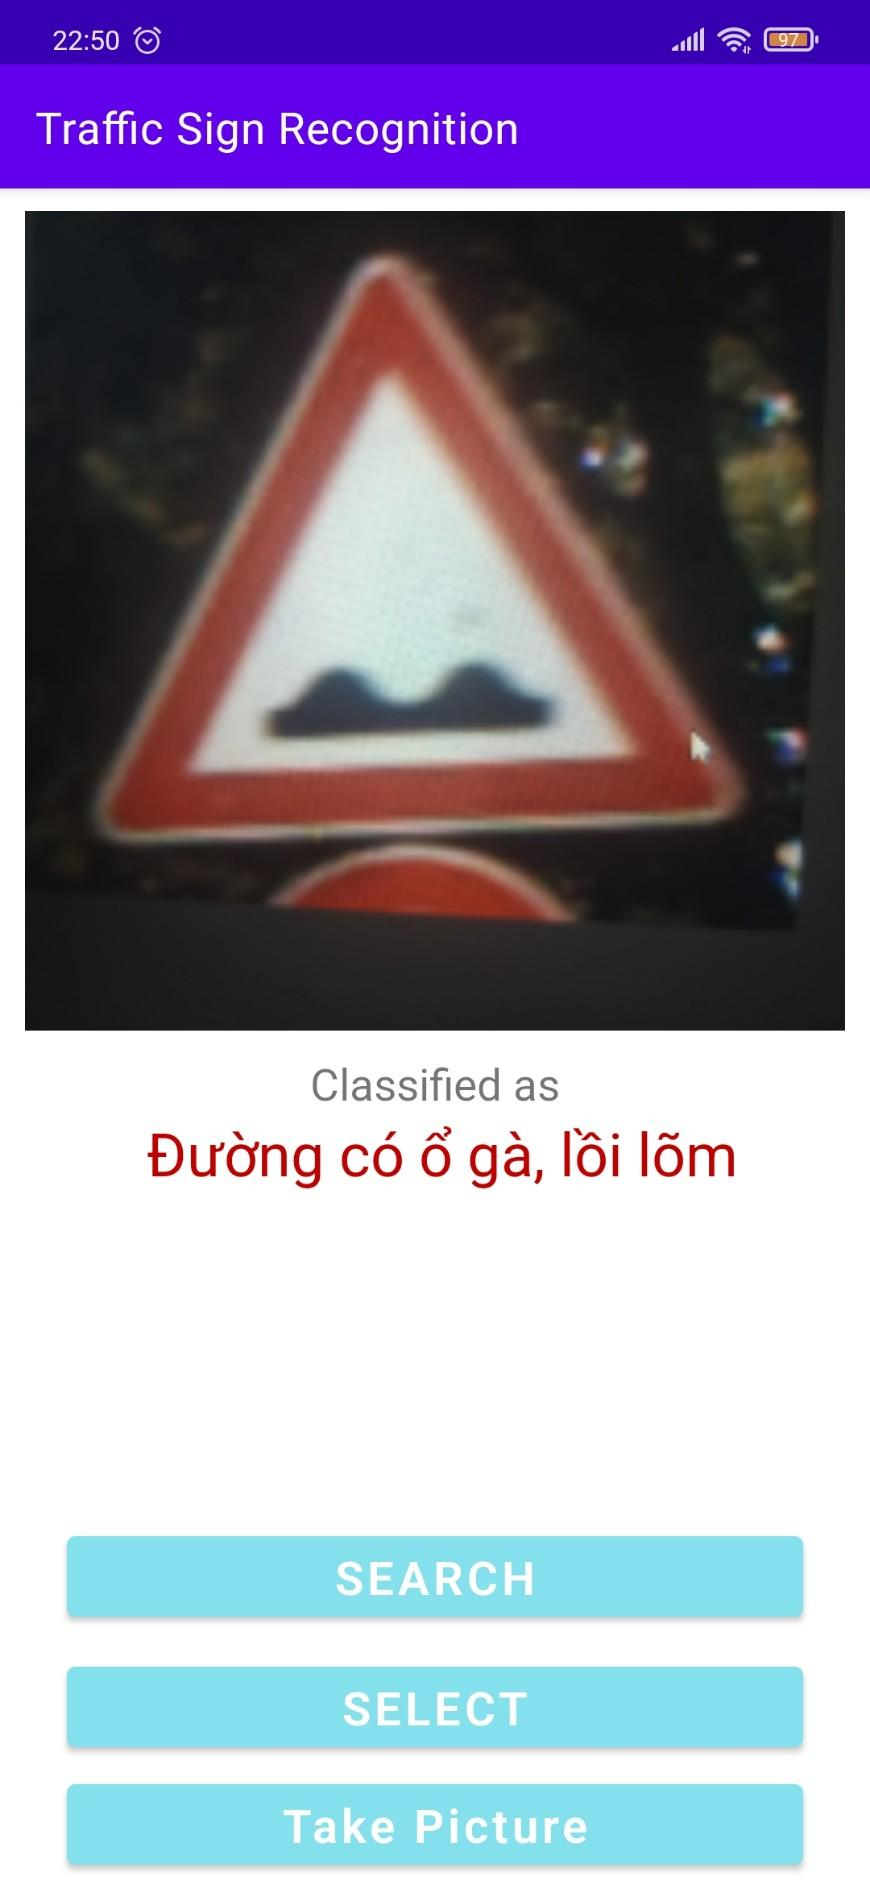 22:50
97
Traffic Sign Recognition
Classified as
Đường có ổ gà, lồi lõm
SEARCH
SELECT
Take Picture